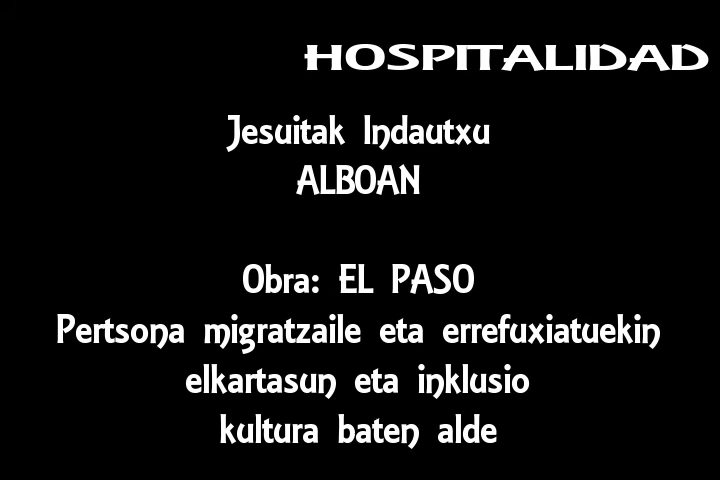 HOSPITALIDAD
Jesuitak Indautxu
ALBOAN
Obra: EL PASO
Pertsona migratzaile eta errefuxiatuekin
elkartasun eta inklusio
kultura baten alde